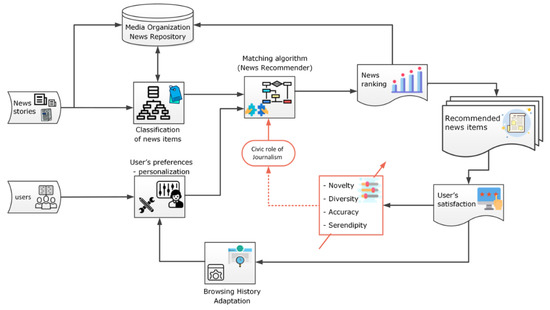 Media Organization
News Repository
Matching algorithm
(News Recommender)
News
stories
News
ranking
Classification
of news items
Recommended
news items
Civic role of
Journalism
User's preferences
- personalization
users
- Novelty
- Diversity
- Accuracy
- Serendipity
User's
satisfaction
Browsing History
Adaptation